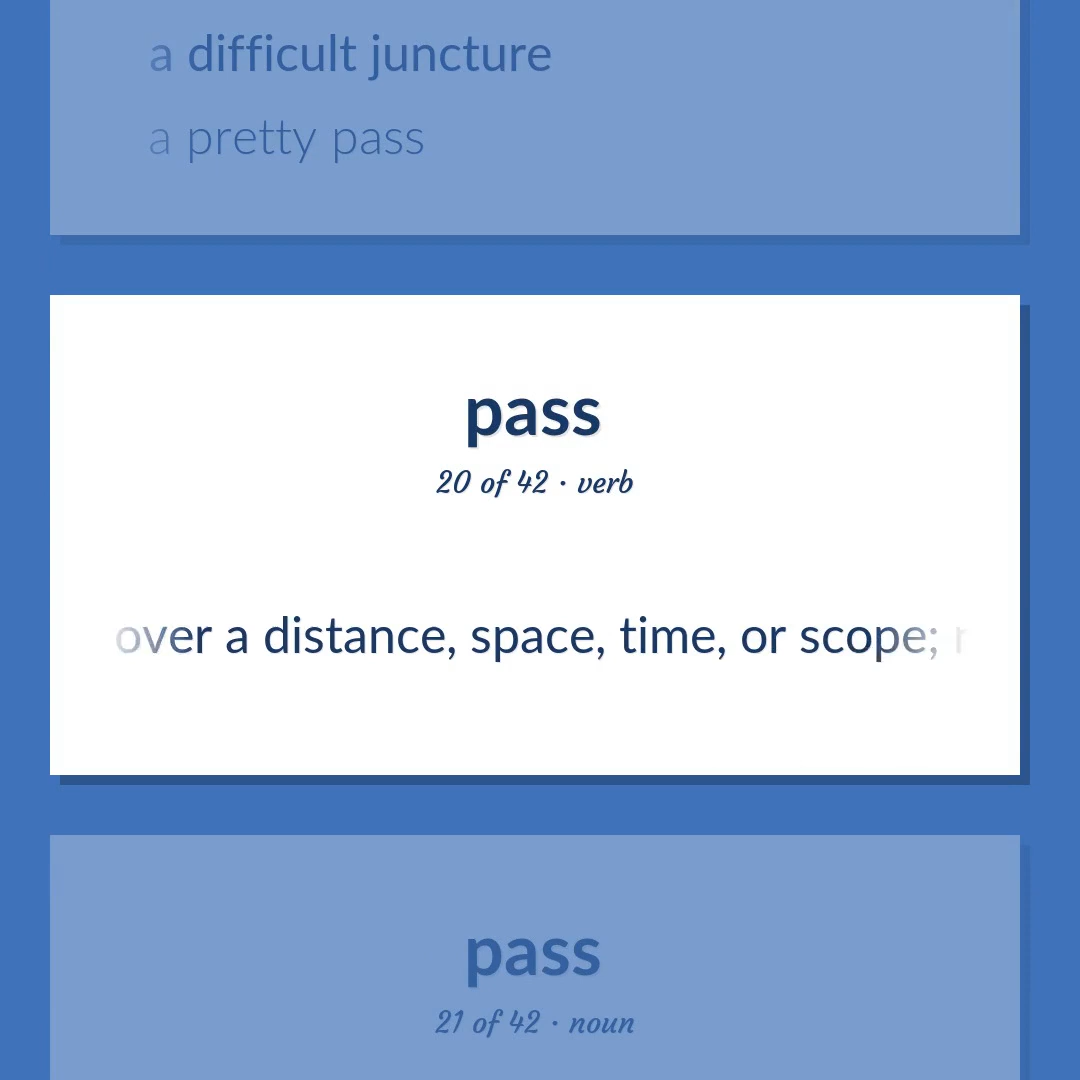 a difficult juncture
a pretty pass
pass
20 of 42 · verb
over a distance, space, time, or scope;
pass
21 of 42 · noun